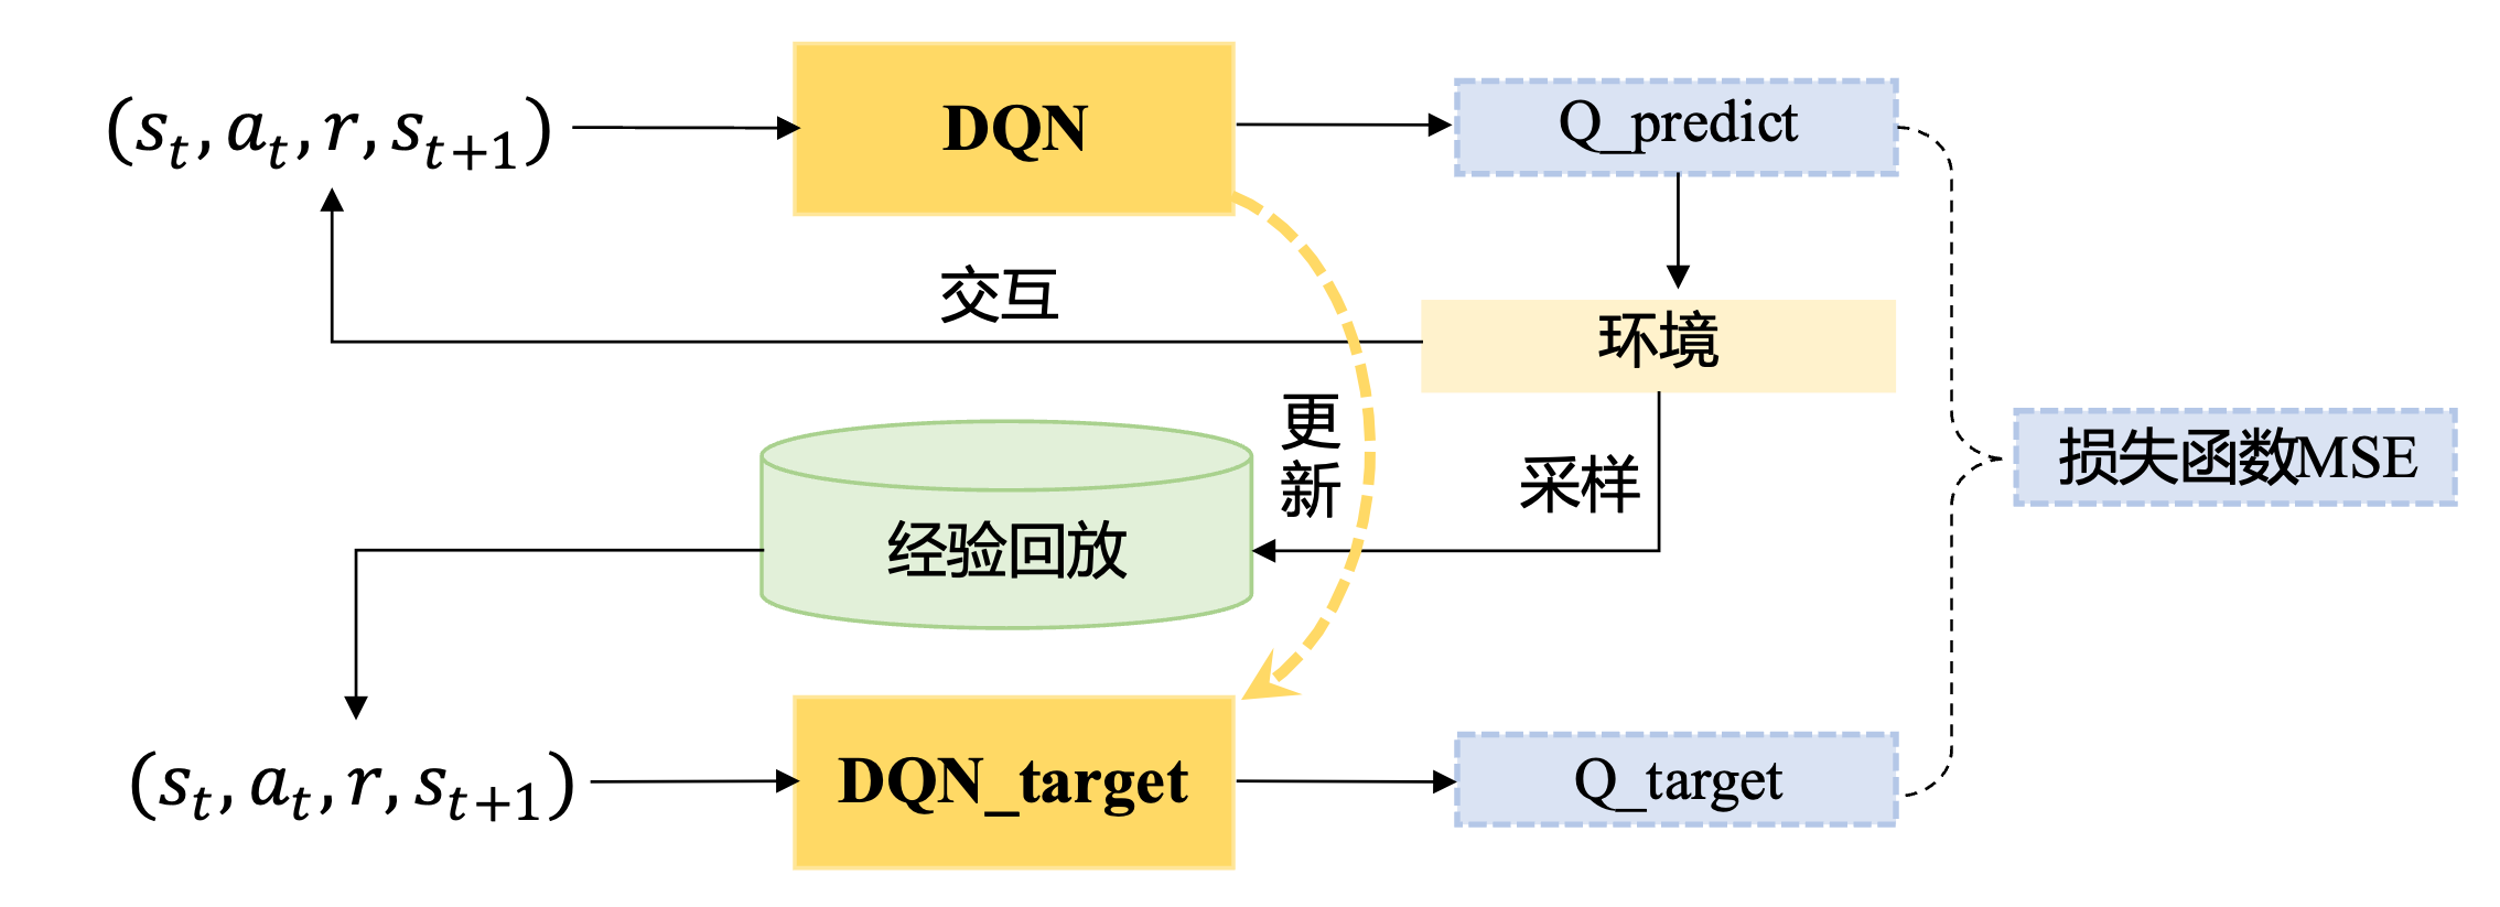 (s_t, a_t, r, s_{t+1})
DQN
Q_predict
交互
环境
更新
采样
损失函数MSE
经验回放
(s_t, a_t, r, s_{t+1})
DQN_target
Q_target